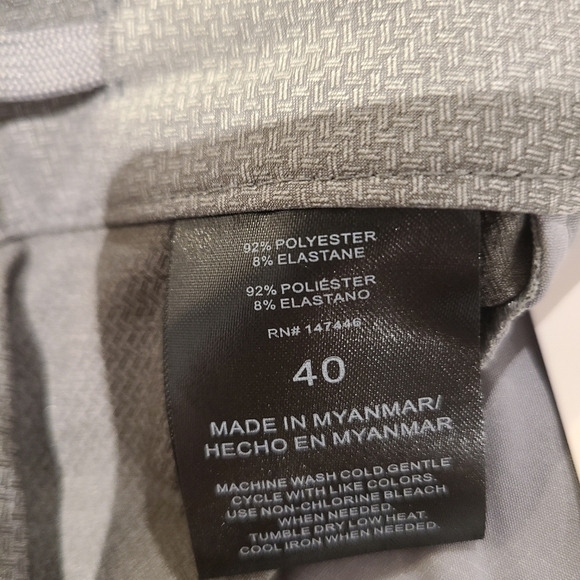 92% POLYESTER
8% ELASTANE
92% POLIÉSTER
8% ELASTANO
RN# 147446
40
MADE IN MYANMAR/
HECHO EN MYANMAR
MACHINE WASH COLD GENTLE
CYCLE WITH LIKE COLORS.
USE NON-CHLORINE BLEACH
WHEN NEEDED.
TUMBLE DRY LOW HEAT.
COOL IRON WHEN NEEDED.